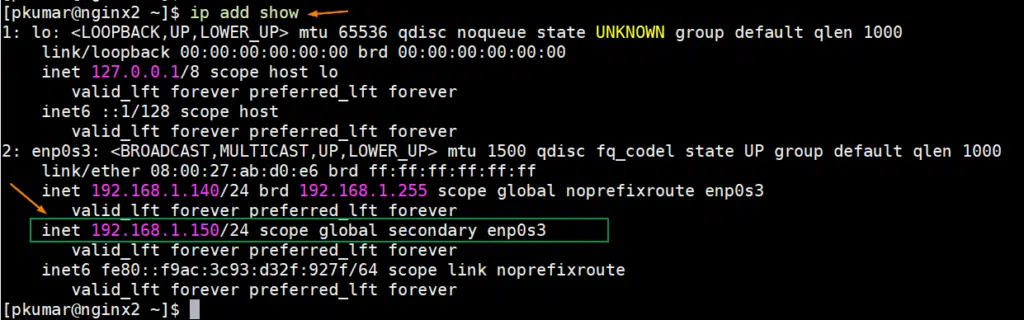 [pkumar@nginx2 ~]$ ip add show
1: lo: <LOOPBACK,UP,LOWER_UP> mtu 65536 qdisc noqueue state UNKNOWN group default qlen 1000
    link/loopback 00:00:00:00:00:00 brd 00:00:00:00:00:00
    inet 127.0.0.1/8 scope host lo
       valid_lft forever preferred_lft forever
    inet6 ::1/128 scope host
       valid_lft forever preferred_lft forever
2: enp0s3: <BROADCAST,MULTICAST,UP,LOWER_UP> mtu 1500 qdisc fq_codel state UP group default qlen 1000
    link/ether 08:00:27:ab:d0:e6 brd ff:ff:ff:ff:ff:ff
    inet 192.168.1.140/24 brd 192.168.1.255 scope global noprefixroute enp0s3
       valid_lft forever preferred_lft forever
    inet 192.168.1.150/24 scope global secondary enp0s3
       valid_lft forever preferred_lft forever
    inet6 fe80::f9ac:3c93:d32f:927f/64 scope link noprefixroute
       valid_lft forever preferred_lft forever
[pkumar@nginx2 ~]$